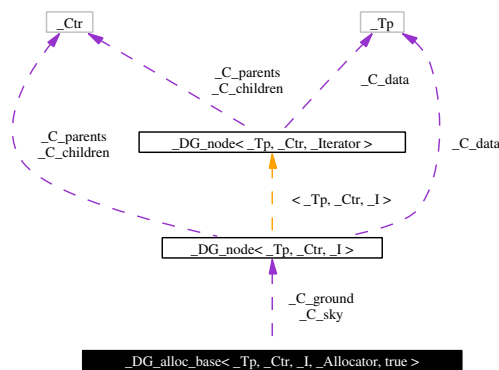 _Ctr
_Tp
_C_parents
_C_children
_C_data
_C_parents
_C_children
_C_data
_DG_node< _Tp, _Ctr, _Iterator >
< _Tp, _Ctr, _I >
_DG_node< _Tp, _Ctr, _I >
_C_ground
_C_sky
_DG_alloc_base< _Tp, _Ctr, _I, _Allocator, true >